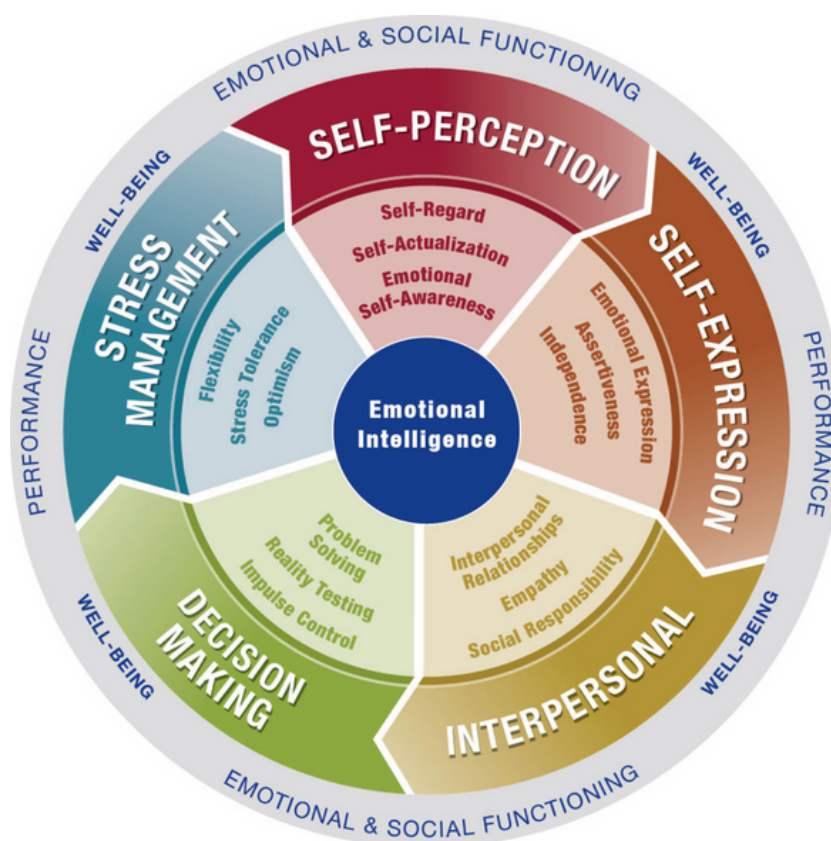 EMOTIONAL & SOCIAL FUNCTIONING
WELL-BEING
WELL-BEING
PERFORMANCE
PERFORMANCE
WELL-BEING
WELL-BEING
EMOTIONAL & SOCIAL FUNCTIONING
SELF-PERCEPTION
Self-Regard
Self-Actualization
Emotional
Self-Awareness
SELF-EXPRESSION
Emotional Expression
Assertiveness
Independence
INTERPERSONAL
Interpersonal
Relationships
Empathy
Social Responsibility
DECISION
MAKING
Problem
Solving
Reality Testing
Impulse Control
STRESS
MANAGEMENT
Flexibility
Stress Tolerance
Optimism
Emotional
Intelligence